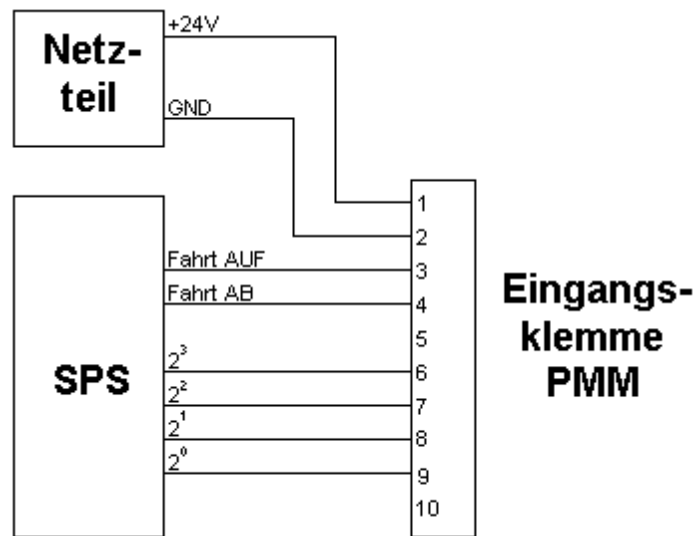 Netz-
teil
+24V
GND
SPS
Fahrt AUF
Fahrt AB
2³
2²
2¹
2⁰
1
2
3
4
5
6
7
8
9
10
Eingangs-
klemme
PMM